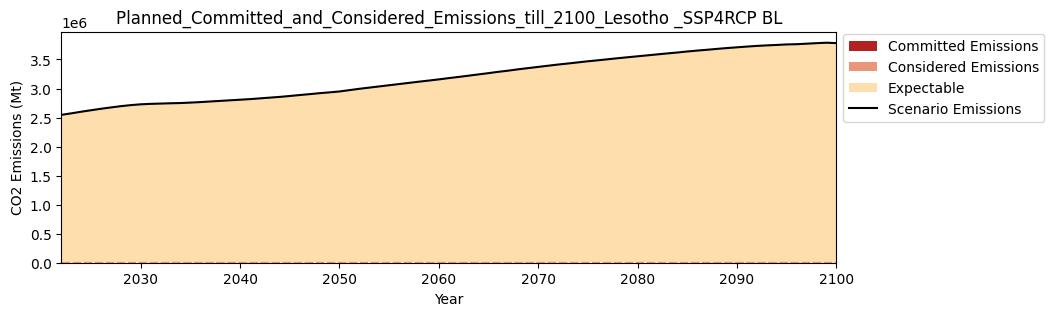 Planned_Committed_and_Considered_Emissions_till_2100_Lesotho _SSP4RCP BL
1e6
3.5
3.0
2.5
2.0
1.5
1.0
0.5
0.0
CO2 Emissions (Mt)
2030 2040 2050 2060 2070 2080 2090 2100
Year
Committed Emissions
Considered Emissions
Expectable
Scenario Emissions